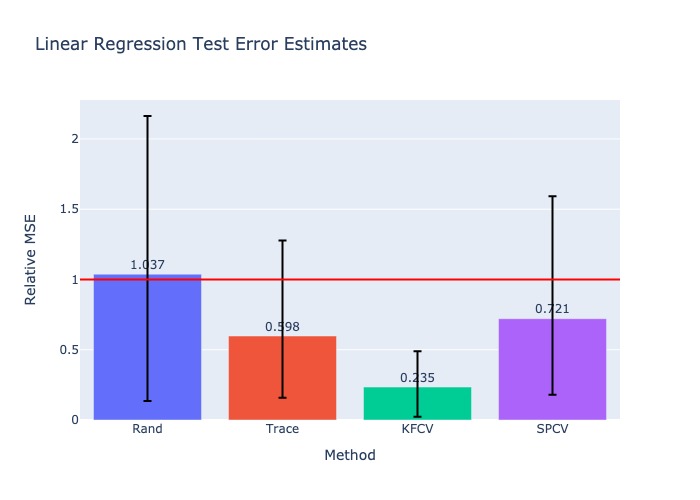 Linear Regression Test Error Estimates
Relative MSE
2
1.5
1
0.5
0
1.037
0.598
0.235
0.721
Rand Trace KFCV SPCV
Method